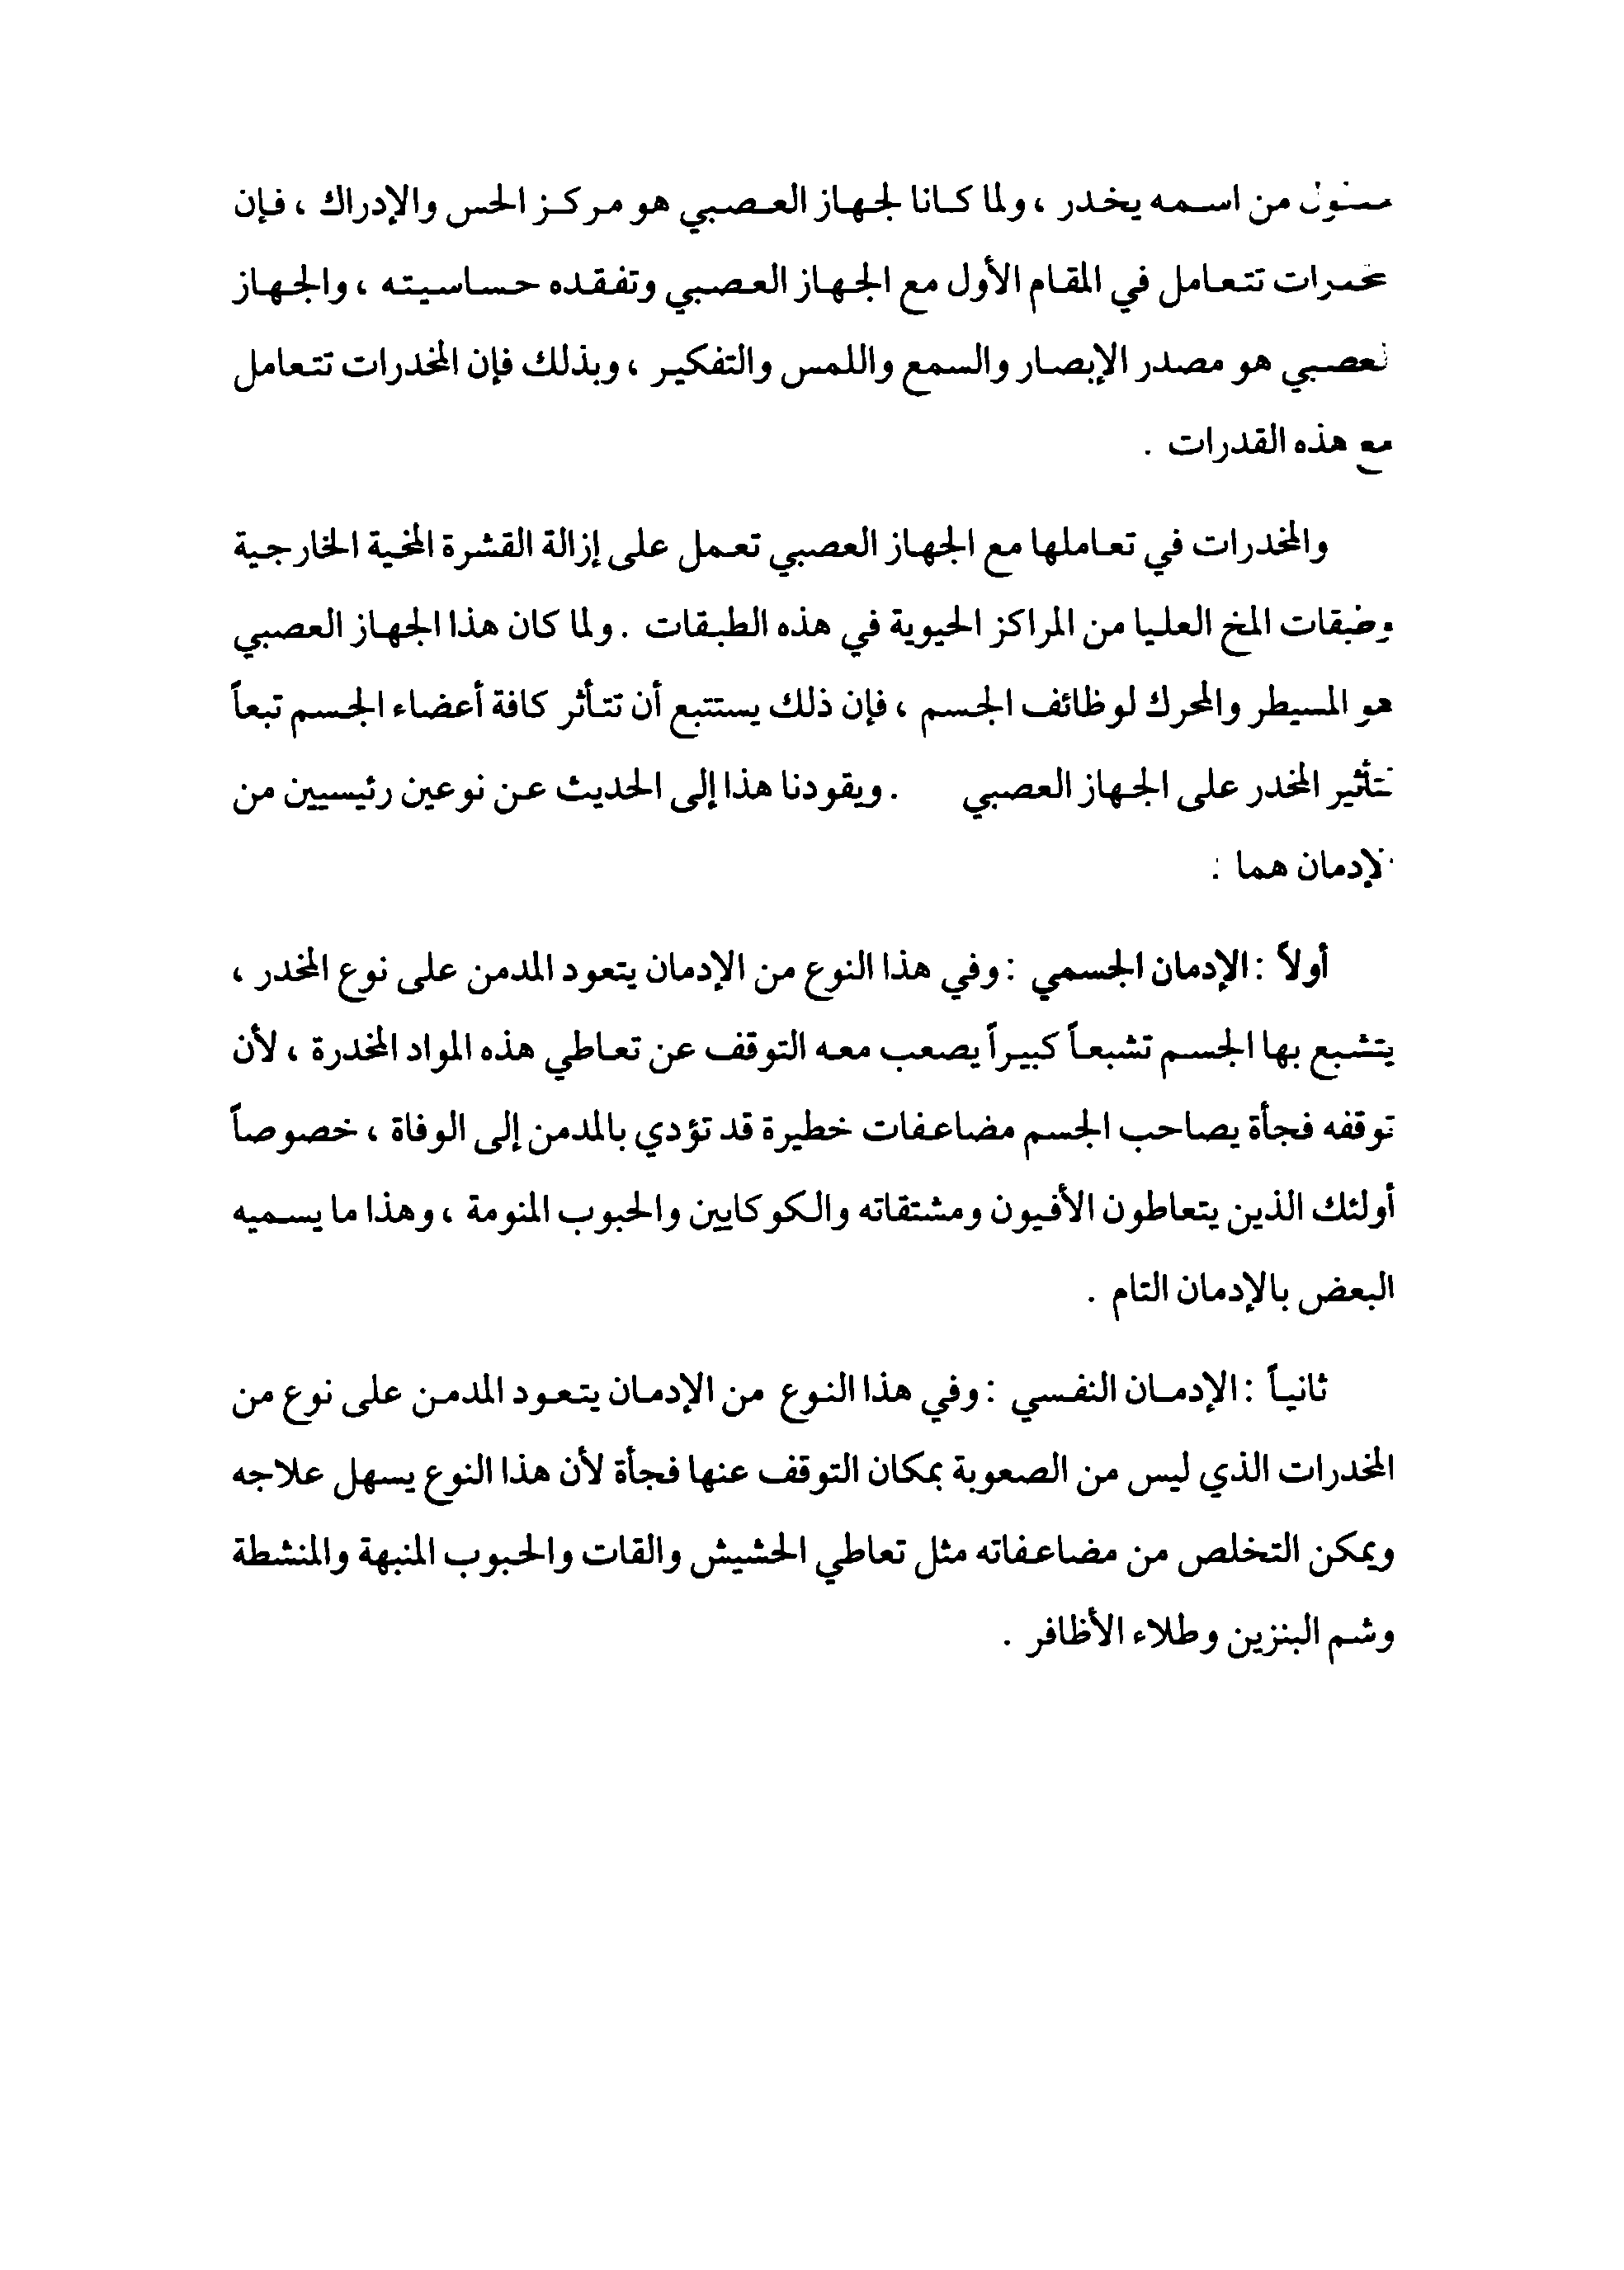 من اسمه يخدر ، ولما كانا لجهاز العصبي هو مركز الحس والإدراك ، فإن
تتعامل في المقام الأول مع الجهاز العصبي وتفقده حساسيته ، والجهاز
العصبي هو مصدر الإبصار والسمع واللمس والتفكير ، وبذلك فإن المخدرات تتعامل
مع هذه القدرات .
والمخدرات في تعاملها مع الجهاز العصبي تعمل على إزالة القشرة المخية الخارجية
وطبقات المخ العليا من المراكز الحيوية في هذه الطبقات . ولما كان هذا الجهاز العصبي
هو المسيطر والمحرك لوظائف الجسم ، فإن ذلك يستتبع أن تتأثر كافة أعضاء الجسم تبعاً
لتأثير المخدر على الجهاز العصبي . ويقودنا هذا إلى الحديث عن نوعين رئيسيين من
الإدمان هما :
أولاً : الإدمان الجسمي : وفي هذا النوع من الإدمان يتعود المدمن على نوع المخدر ،
يتشبع بها الجسم تشبعاً كبيراً يصعب معه التوقف عن تعاطي هذه المواد المخدرة ، لأن
توقفه فجأة يصاحب الجسم مضاعفات خطيرة قد تؤدي بالمدمن إلى الوفاة ، خصوصاً
أولئك الذين يتعاطون الأفيون ومشتقاته والكوكايين والحبوب المنومة ، وهذا ما يسميه
البعض بالإدمان التام .
ثانياً : الإدمان النفسي : وفي هذا النوع من الإدمان يتعود المدمن على نوع من
المخدرات الذي ليس من الصعوبة بمكان التوقف عنها فجأة لأن هذا النوع يسهل علاجه
ويمكن التخلص من مضاعفاته مثل تعاطي الحشيش والقات والحبوب المنبهة والمنشطة
وشم البنزين وطلاء الأظافر .